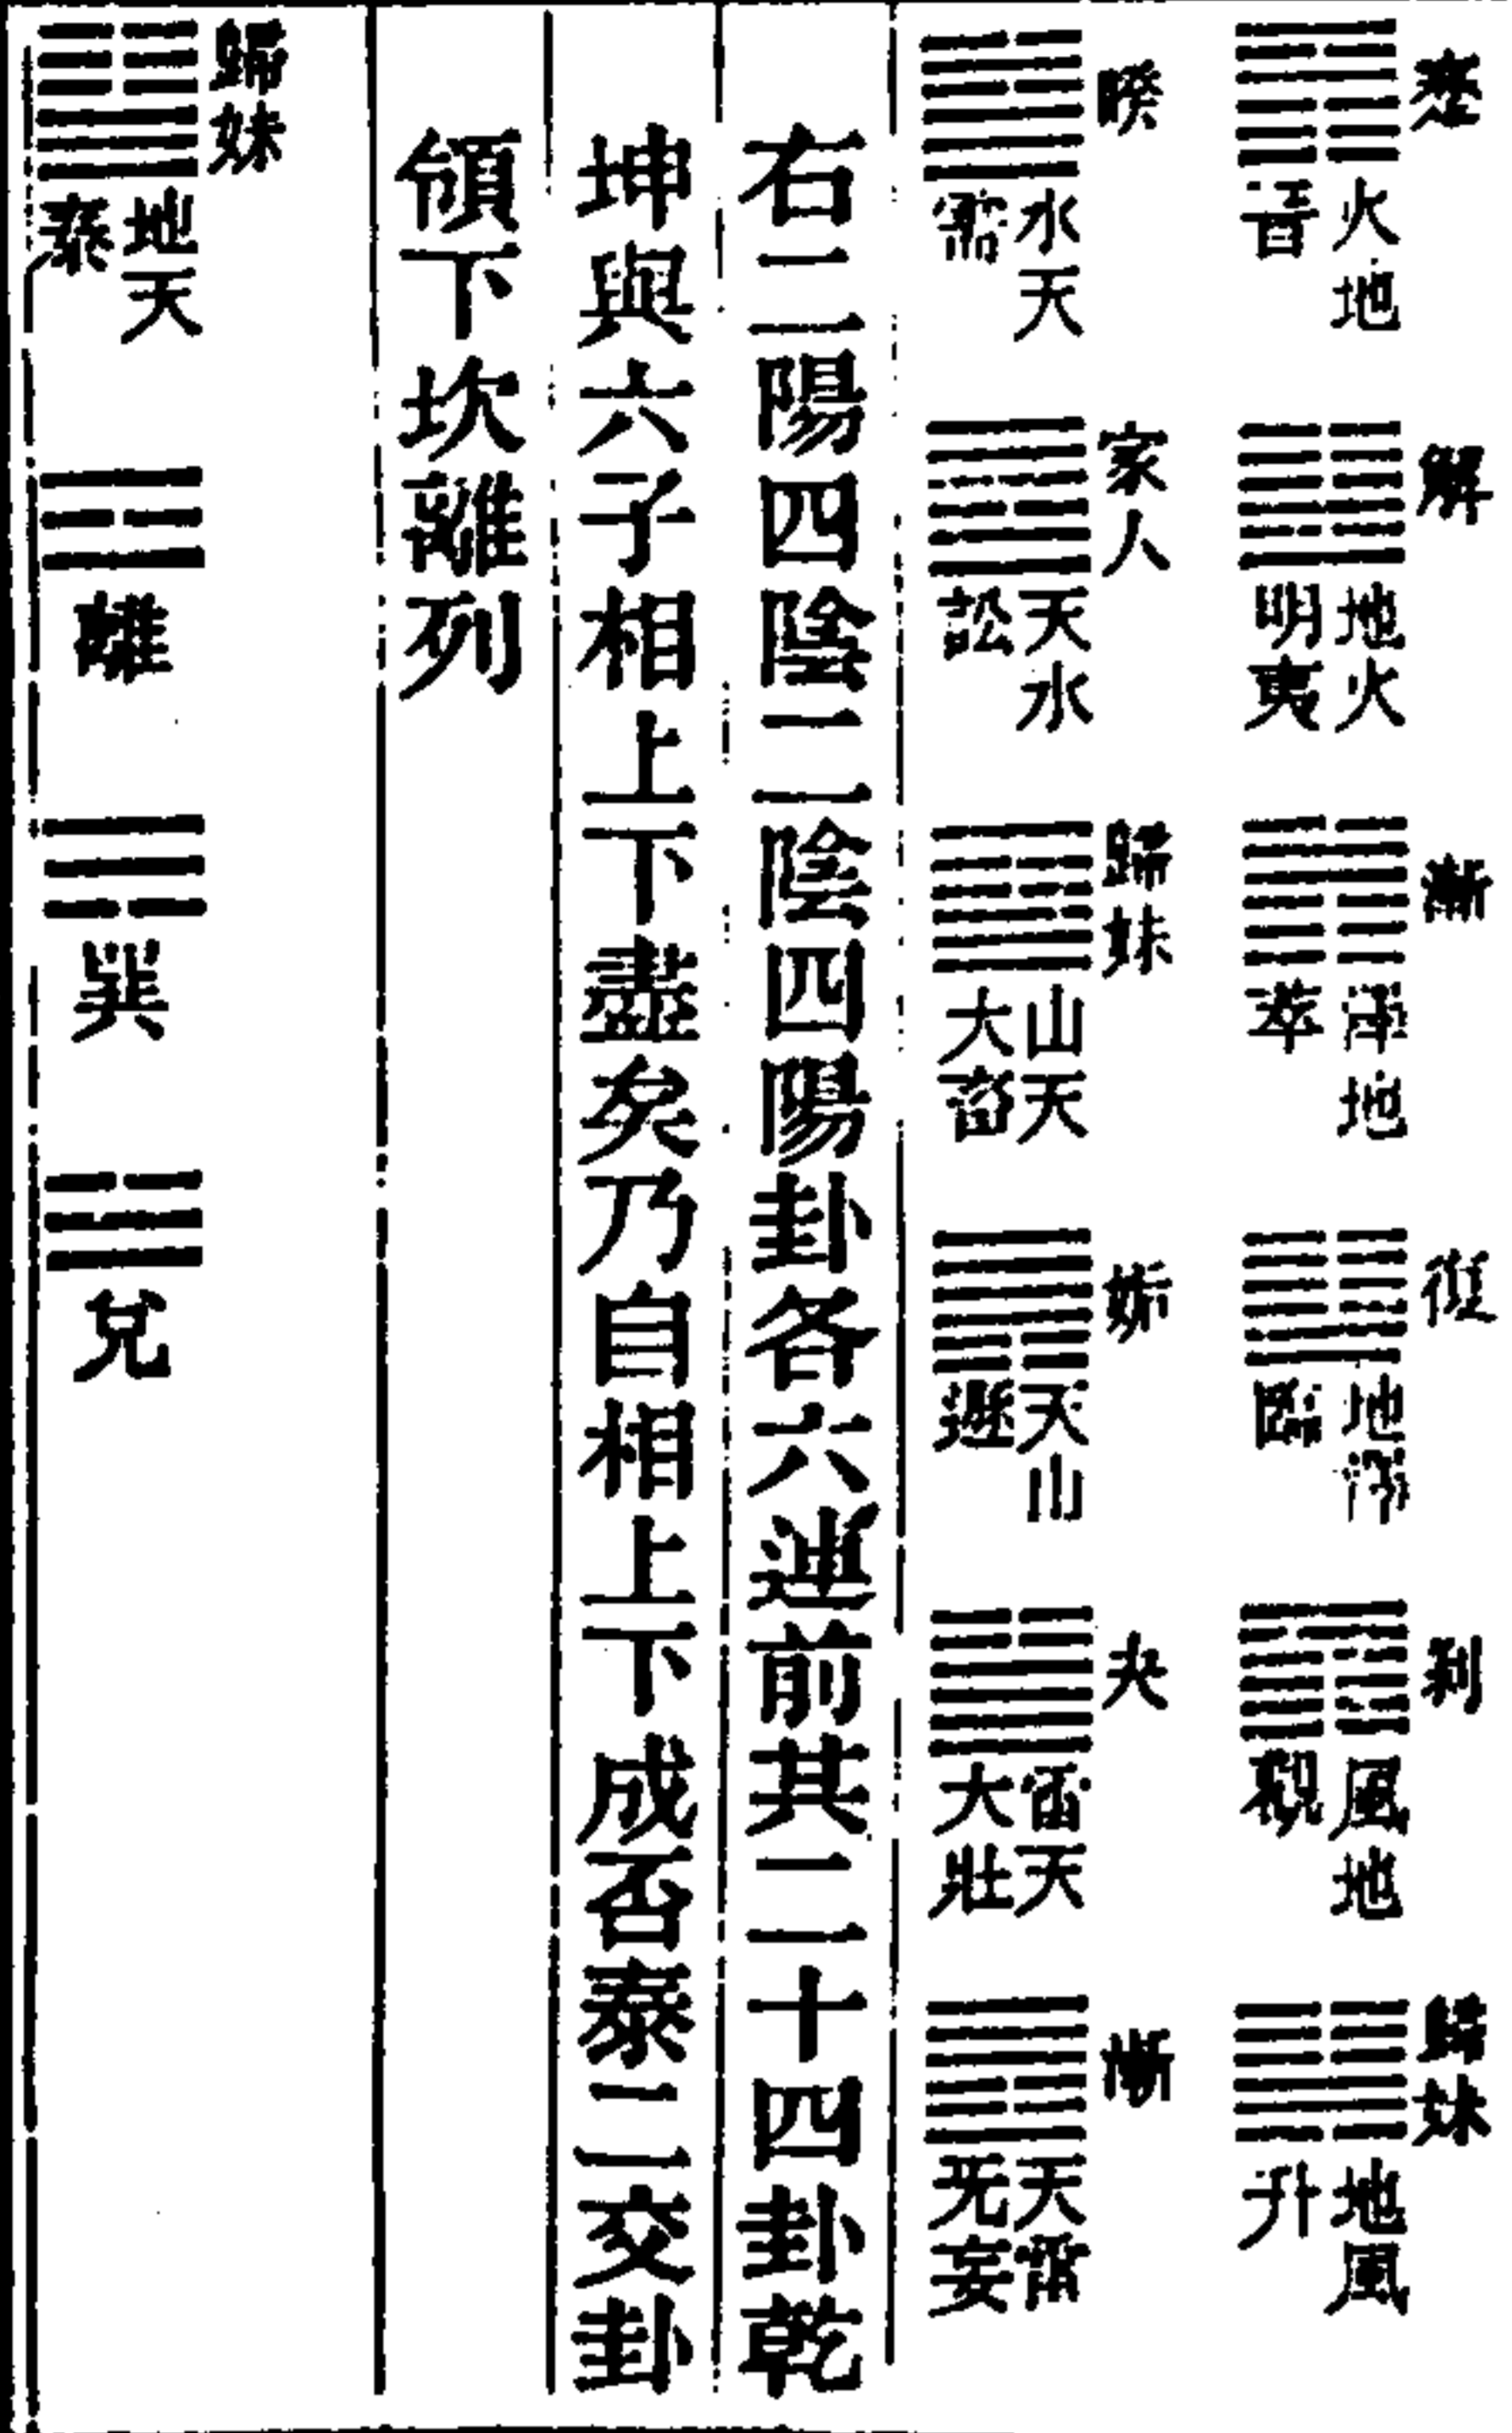 蹇 解 漸 復 剝 歸妹
火地 晉 地火 明夷 澤地 萃 地澤 臨 風地 觀 地風 升
睽 家人 歸妹 姤 夬 漸
水天 需 天水 訟 山天 大畜 天山 遯 雷天 大壯 天雷 无妄
右二陽四陰二陰四陽卦各六連前其二十四卦乾
坤與六子相上下盡矣乃自相上下成否泰二交卦
領下坎離列
歸妹
地天 泰 離 巽 兌